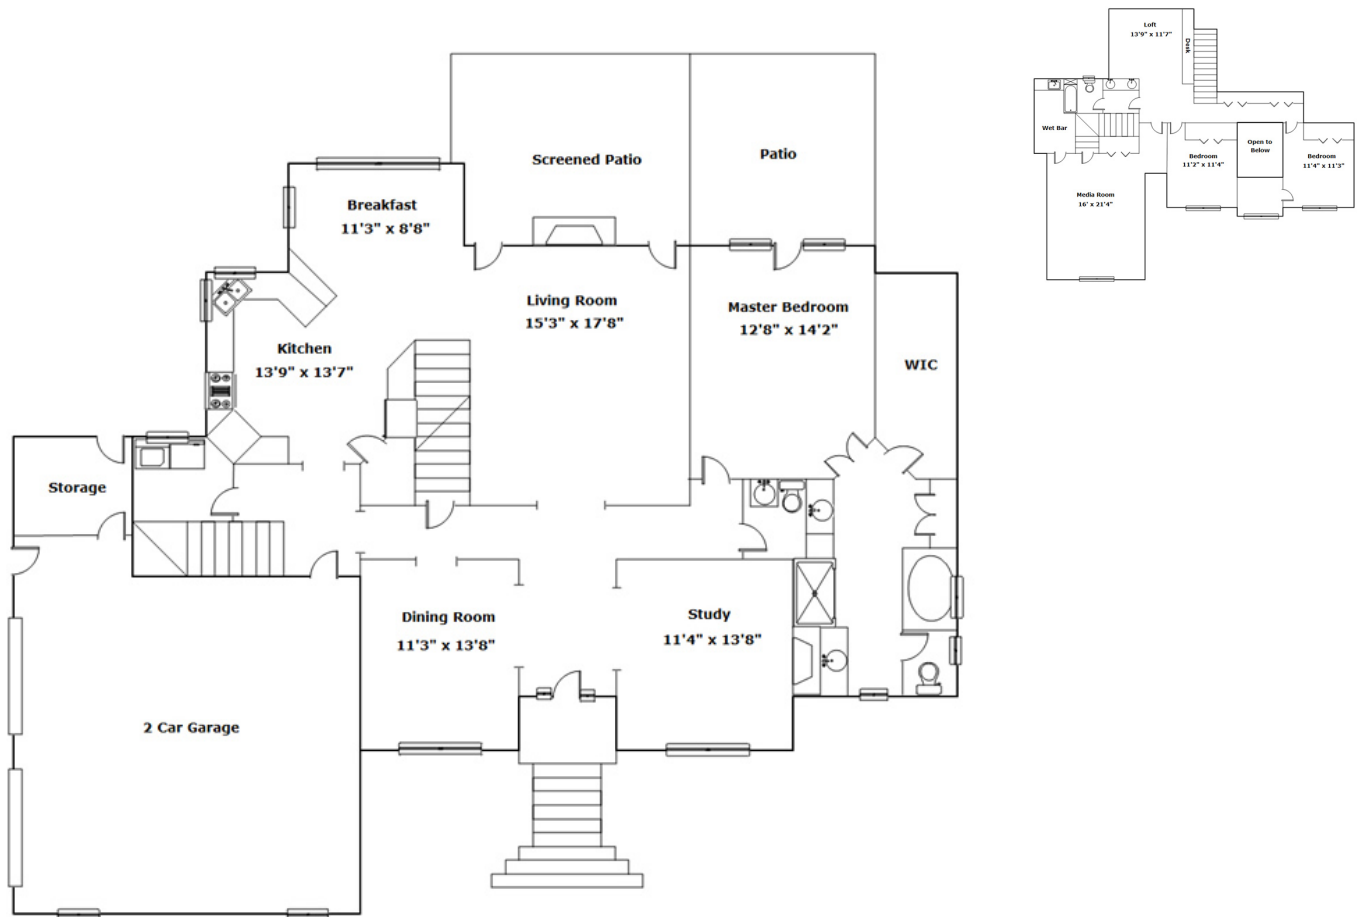 Loft
13'9" x 11'7"
Desk
Wet Bar
Bedroom
11'2" x 11'4"
Open to
Below
Bedroom
11'4" x 11'3"
Media Room
16' x 21'4"
Screened Patio
Patio
Breakfast
11'3" x 8'8"
Living Room
15'3" x 17'8"
Master Bedroom
12'8" x 14'2"
Kitchen
13'9" x 13'7"
WIC
Storage
Dining Room
11'3" x 13'8"
Study
11'4" x 13'8"
2 Car Garage